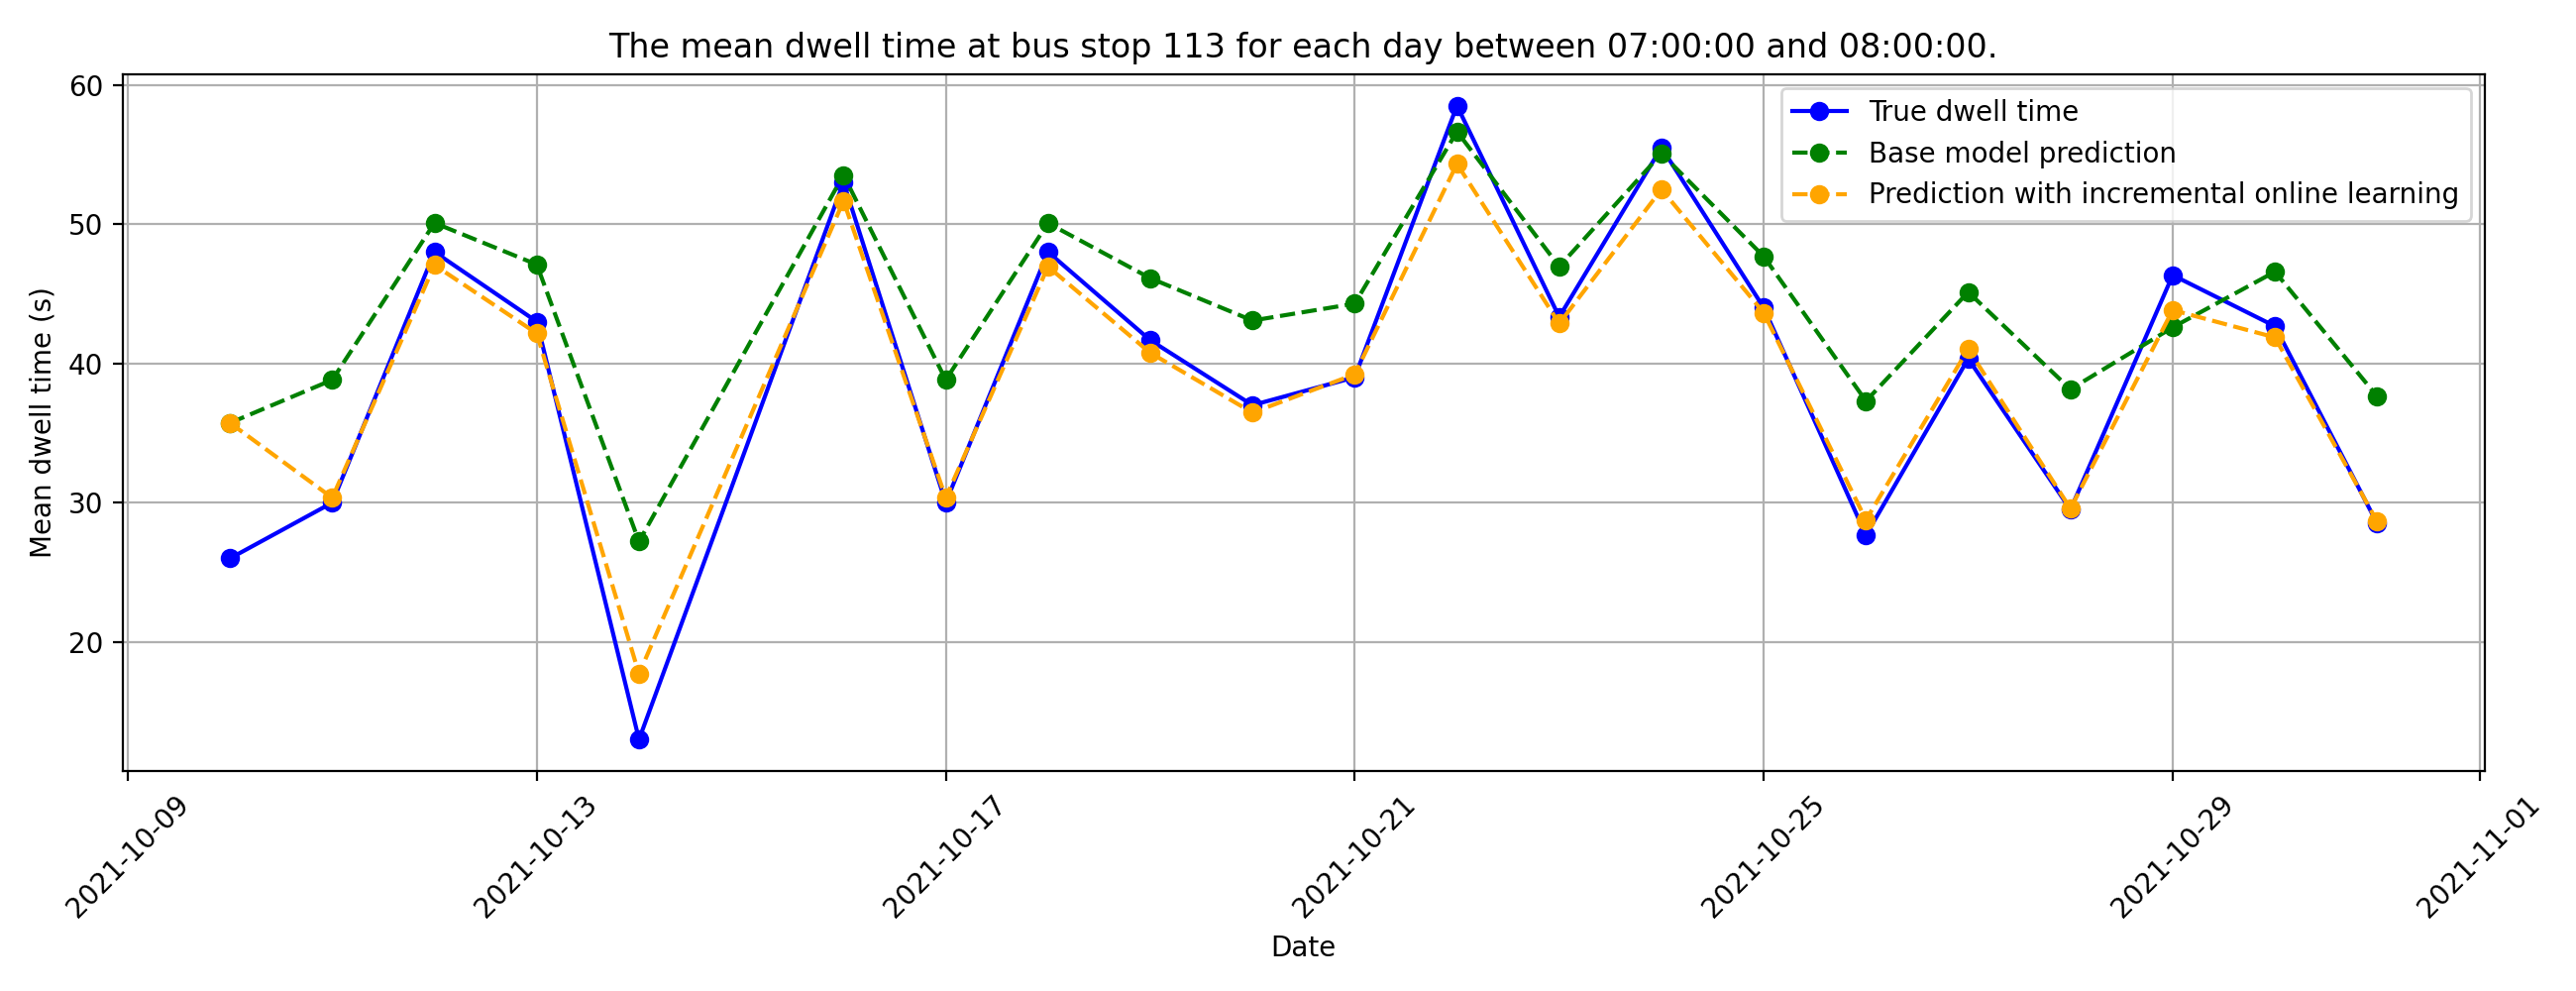 The mean dwell time at bus stop 113 for each day between 07:00:00 and 08:00:00.
True dwell time
Base model prediction
Prediction with incremental online learning
Mean dwell time (s)
60
50
40
30
20
2021-10-09
2021-10-13
2021-10-17
2021-10-21
2021-10-25
2021-10-29
2021-11-01
Date